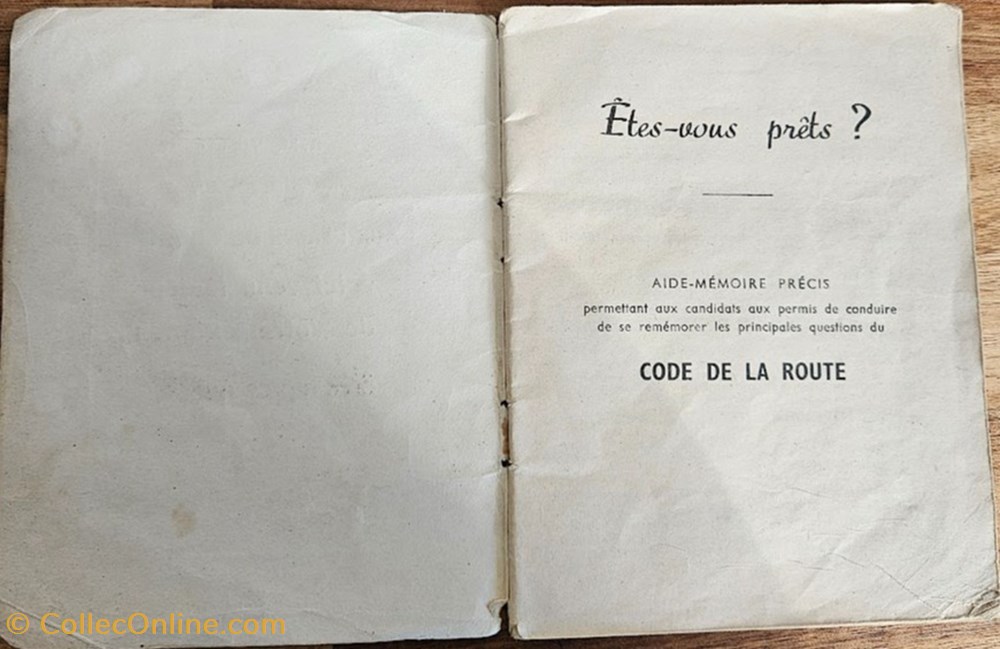 Êtes-vous prêts ?
AIDE-MÉMOIRE PRÉCIS
permettant aux candidats aux permis de conduire
de se remémorer les principales questions du
CODE DE LA ROUTE
© CollecOnline.com